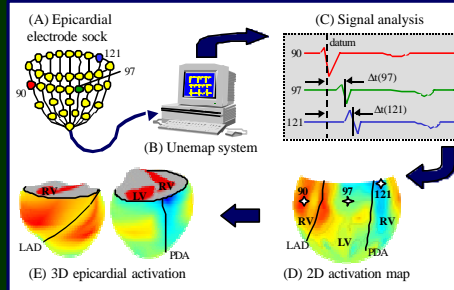 (A) Epicardial
electrode sock
121
97
90
(B) Unemap system
(C) Signal analysis
datum
90
97
Δt(97)
121
Δt(121)
RV
LAD
RV
LV
PDA
(E) 3D epicardial activation
90
97
121
RV
RV
LAD
LV
PDA
(D) 2D activation map